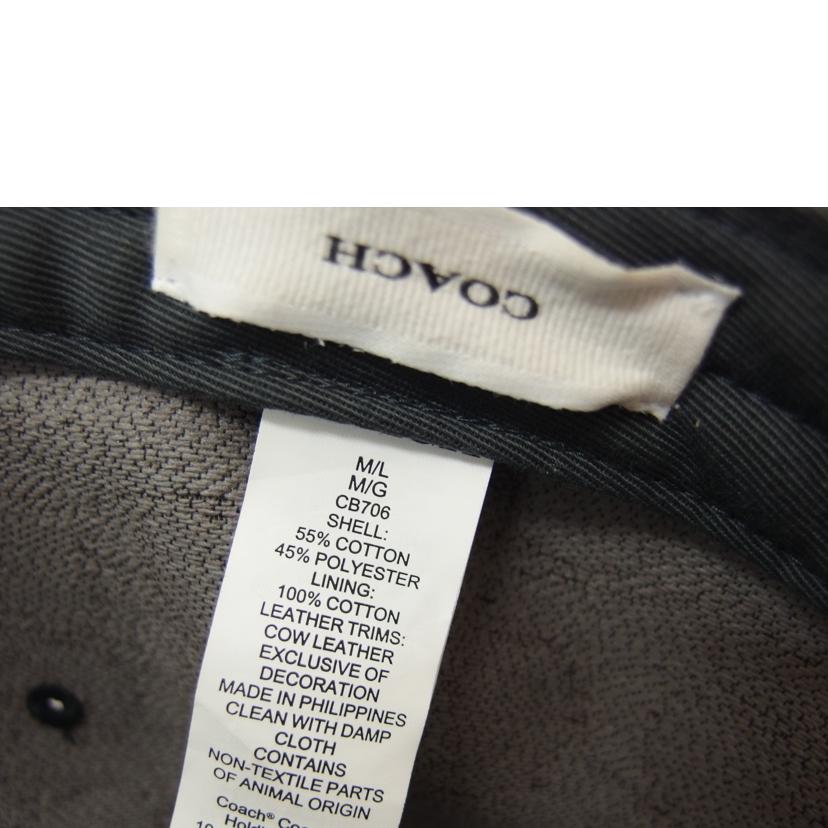 COACH
M/L
M/G
CB706
SHELL:
55% COTTON
45% POLYESTER
LINING:
100% COTTON
LEATHER TRIMS:
COW LEATHER
EXCLUSIVE OF
DECORATION
MADE IN PHILIPPINES
CLEAN WITH DAMP
CLOTH
CONTAINS
NON-TEXTILE PARTS
OF ANIMAL ORIGIN
Coach®